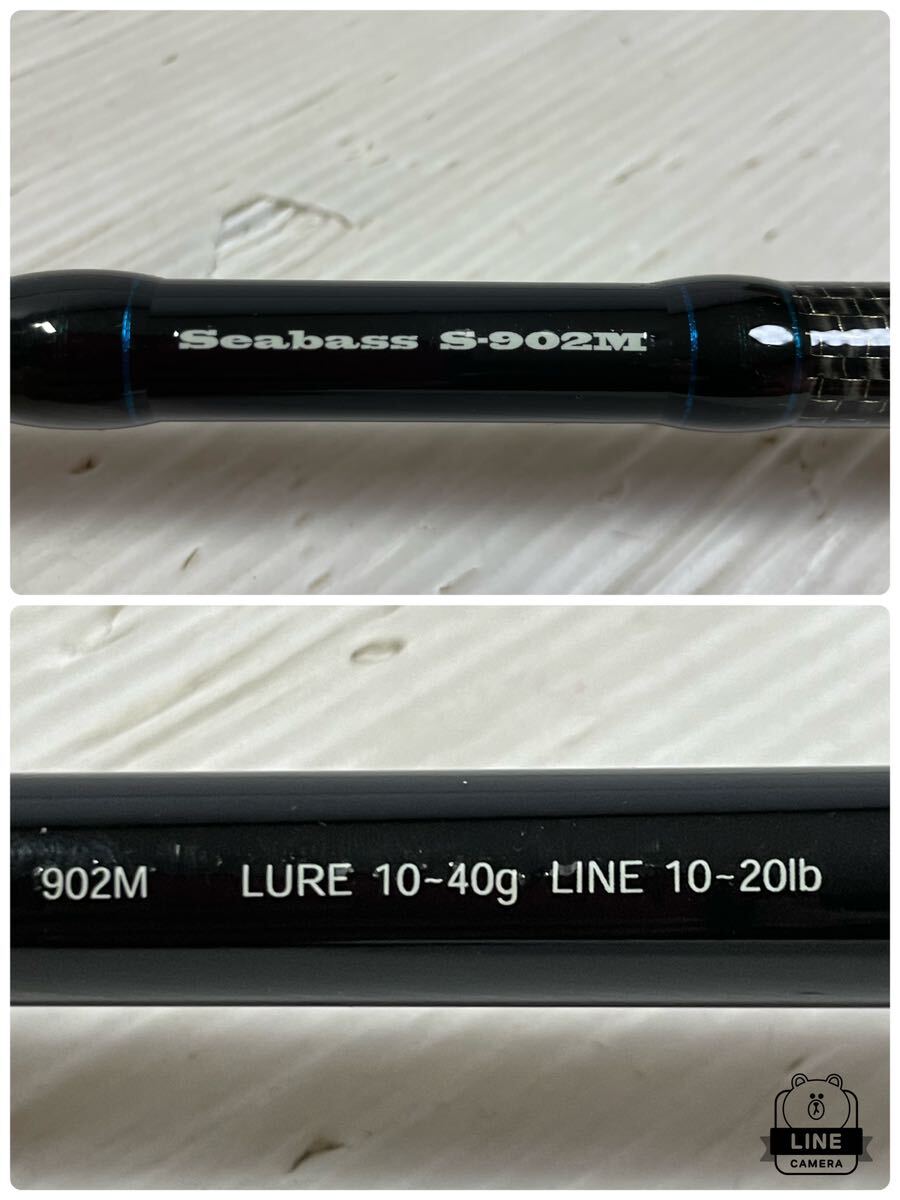 Seabass S-902M
902M LURE 10~40g LINE 10~20lb
LINE
CAMERA